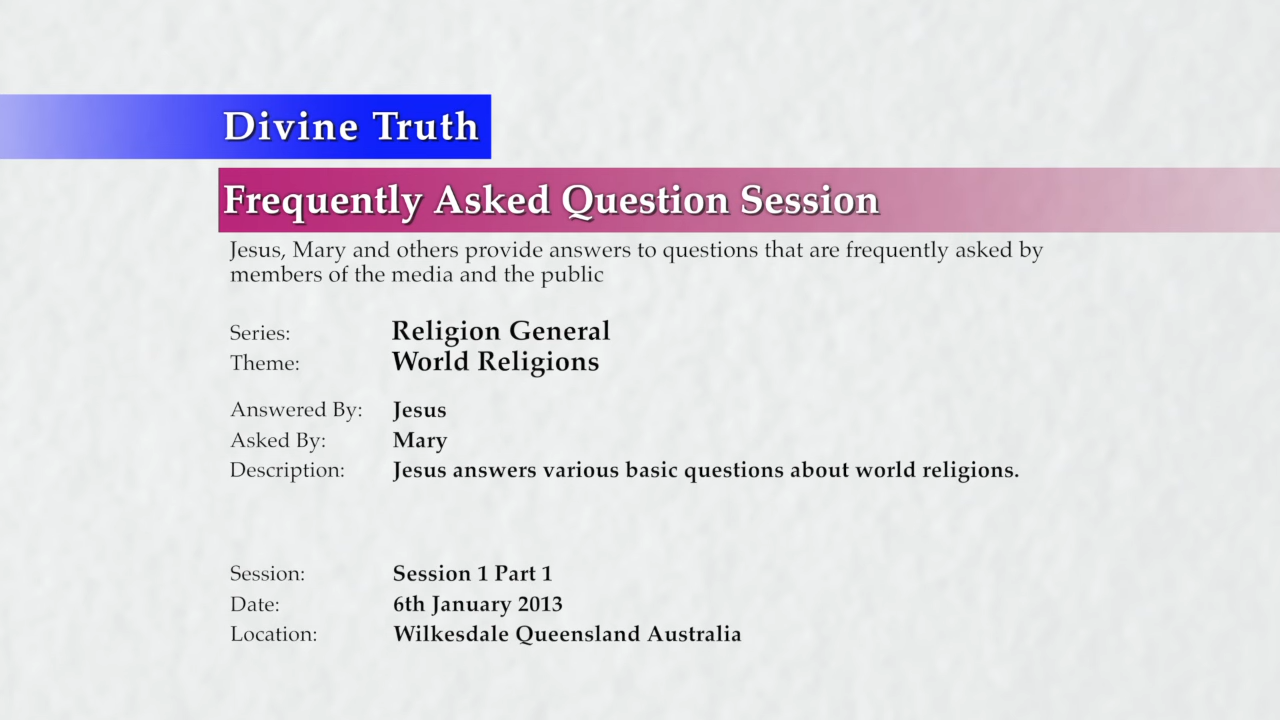 Divine Truth
Frequently Asked Question Session
Jesus, Mary and others provide answers to questions that are frequently asked by
members of the media and the public
Series: Religion General
Theme: World Religions
Answered By: Jesus
Asked By: Mary
Description: Jesus answers various basic questions about world religions.
Session: Session 1 Part 1
Date: 6th January 2013
Location: Wilkesdale Queensland Australia